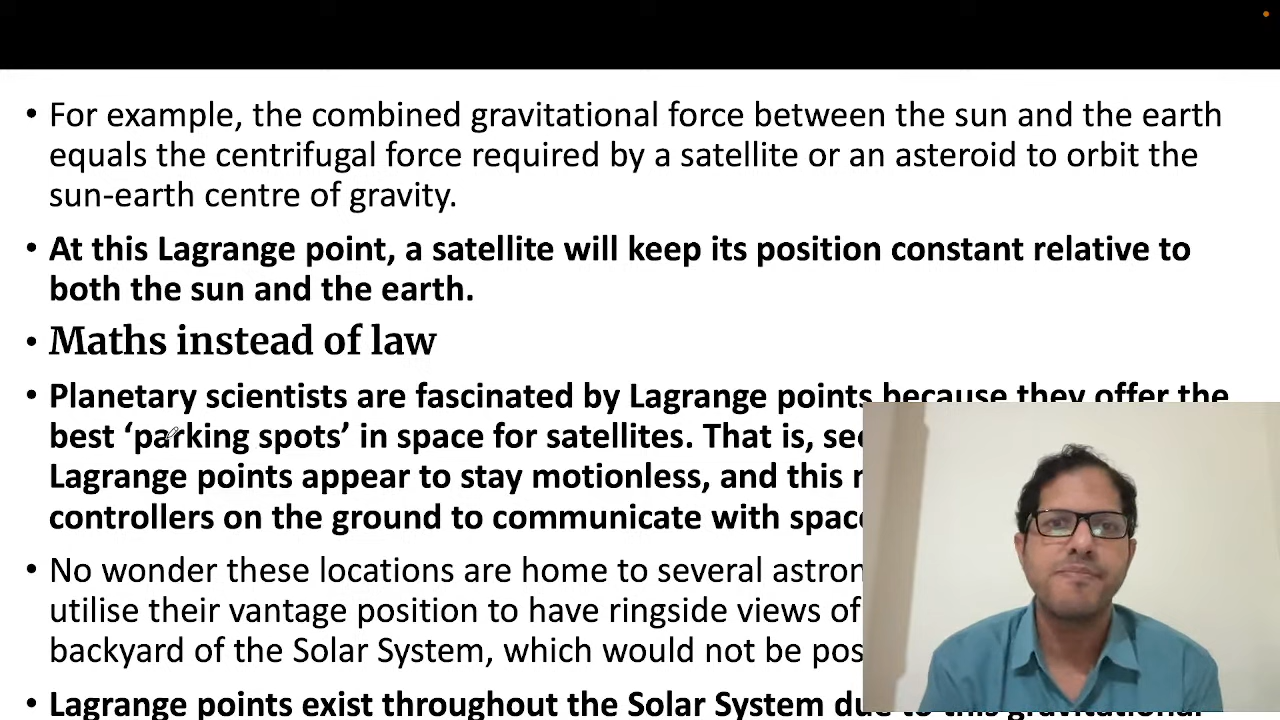 • For example, the combined gravitational force between the sun and the earth
equals the centrifugal force required by a satellite or an asteroid to orbit the
sun-earth centre of gravity.
• At this Lagrange point, a satellite will keep its position constant relative to
both the sun and the earth.
• Maths instead of law
• Planetary scientists are fascinated by Lagrange points because they offer the
best ‘parking spots’ in space for satellites. That is,
Lagrange points appear to stay motionless, and this
controllers on the ground to communicate with
• No wonder these locations are home to several
utilise their vantage position to have ringside views of
backyard of the Solar System, which would not be
• Lagrange points exist throughout the Solar System due to this gravitational